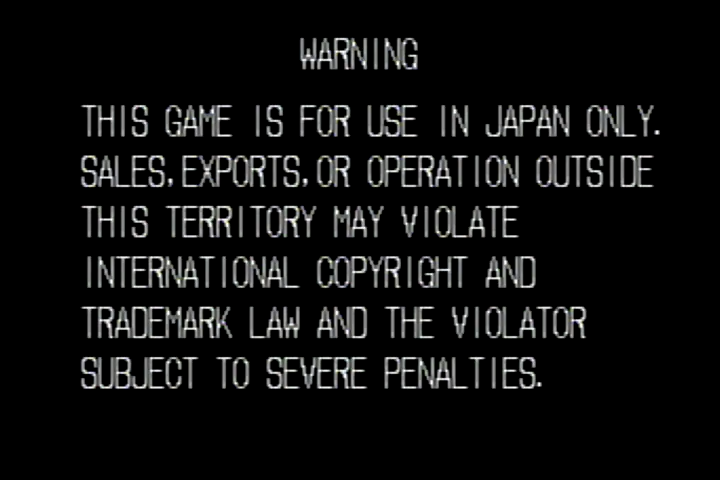 WARNING
THIS GAME IS FOR USE IN JAPAN ONLY.
SALES,EXPORTS,OR OPERATION OUTSIDE
THIS TERRITORY MAY VIOLATE
INTERNATIONAL COPYRIGHT AND
TRADEMARK LAW AND THE VIOLATOR
SUBJECT TO SEVERE PENALTIES.